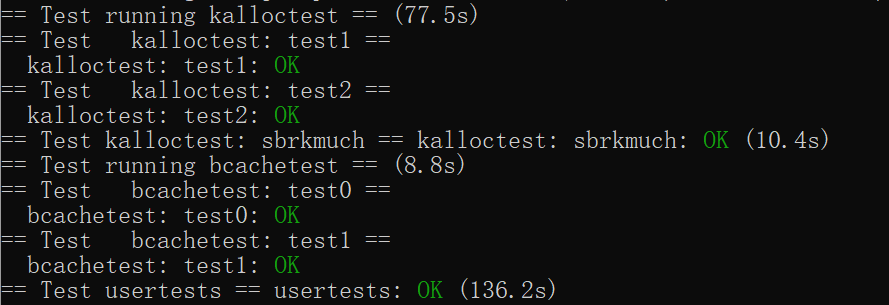 == Test running kalloctest == (77.5s)
== Test   kalloctest: test1 ==
  kalloctest: test1: OK
== Test   kalloctest: test2 ==
  kalloctest: test2: OK
== Test kalloctest: sbrkmuch == kalloctest: sbrkmuch: OK (10.4s)
== Test running bcachetest == (8.8s)
== Test   bcachetest: test0 ==
  bcachetest: test0: OK
== Test   bcachetest: test1 ==
  bcachetest: test1: OK
== Test usertests == usertests: OK (136.2s)